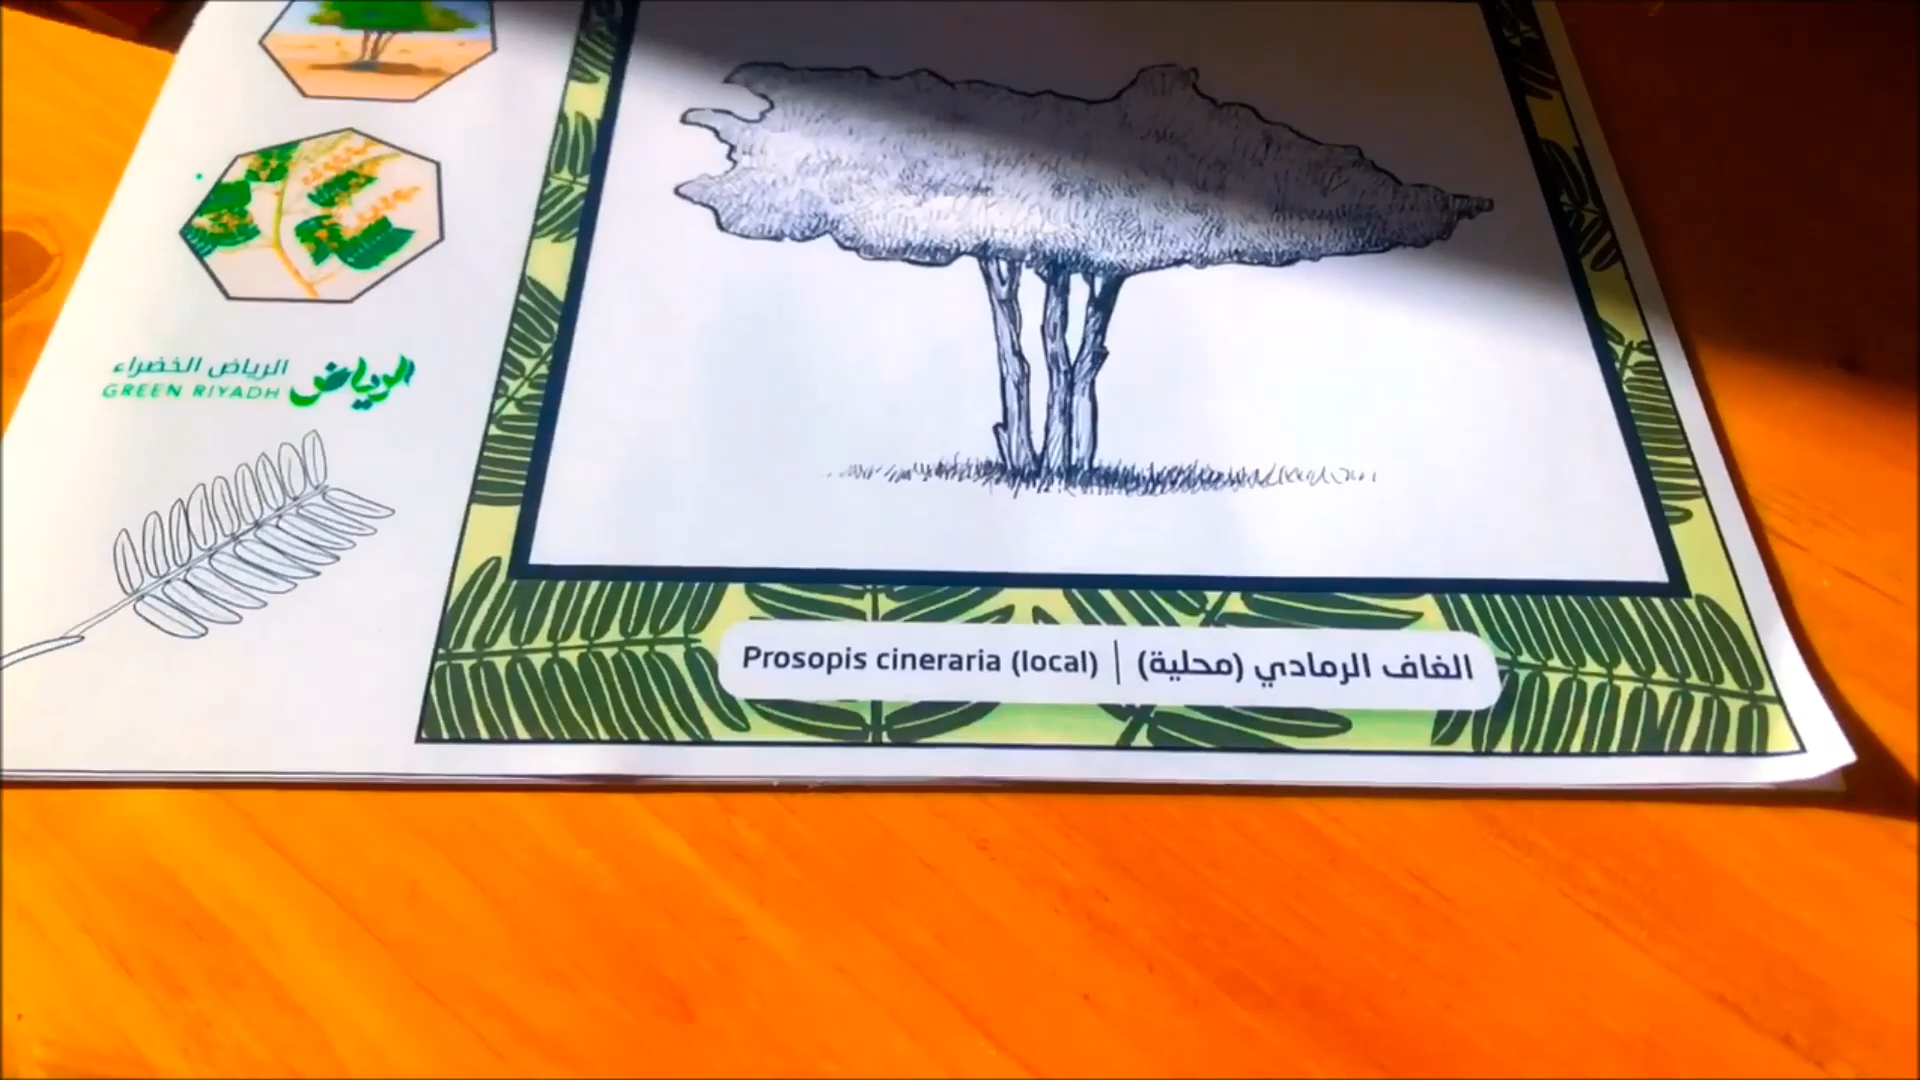 الرياض الخضراء
الرياض
GREEN RIYADH
Prosopis cineraria (local) | الغاف الرمادي (محلية)